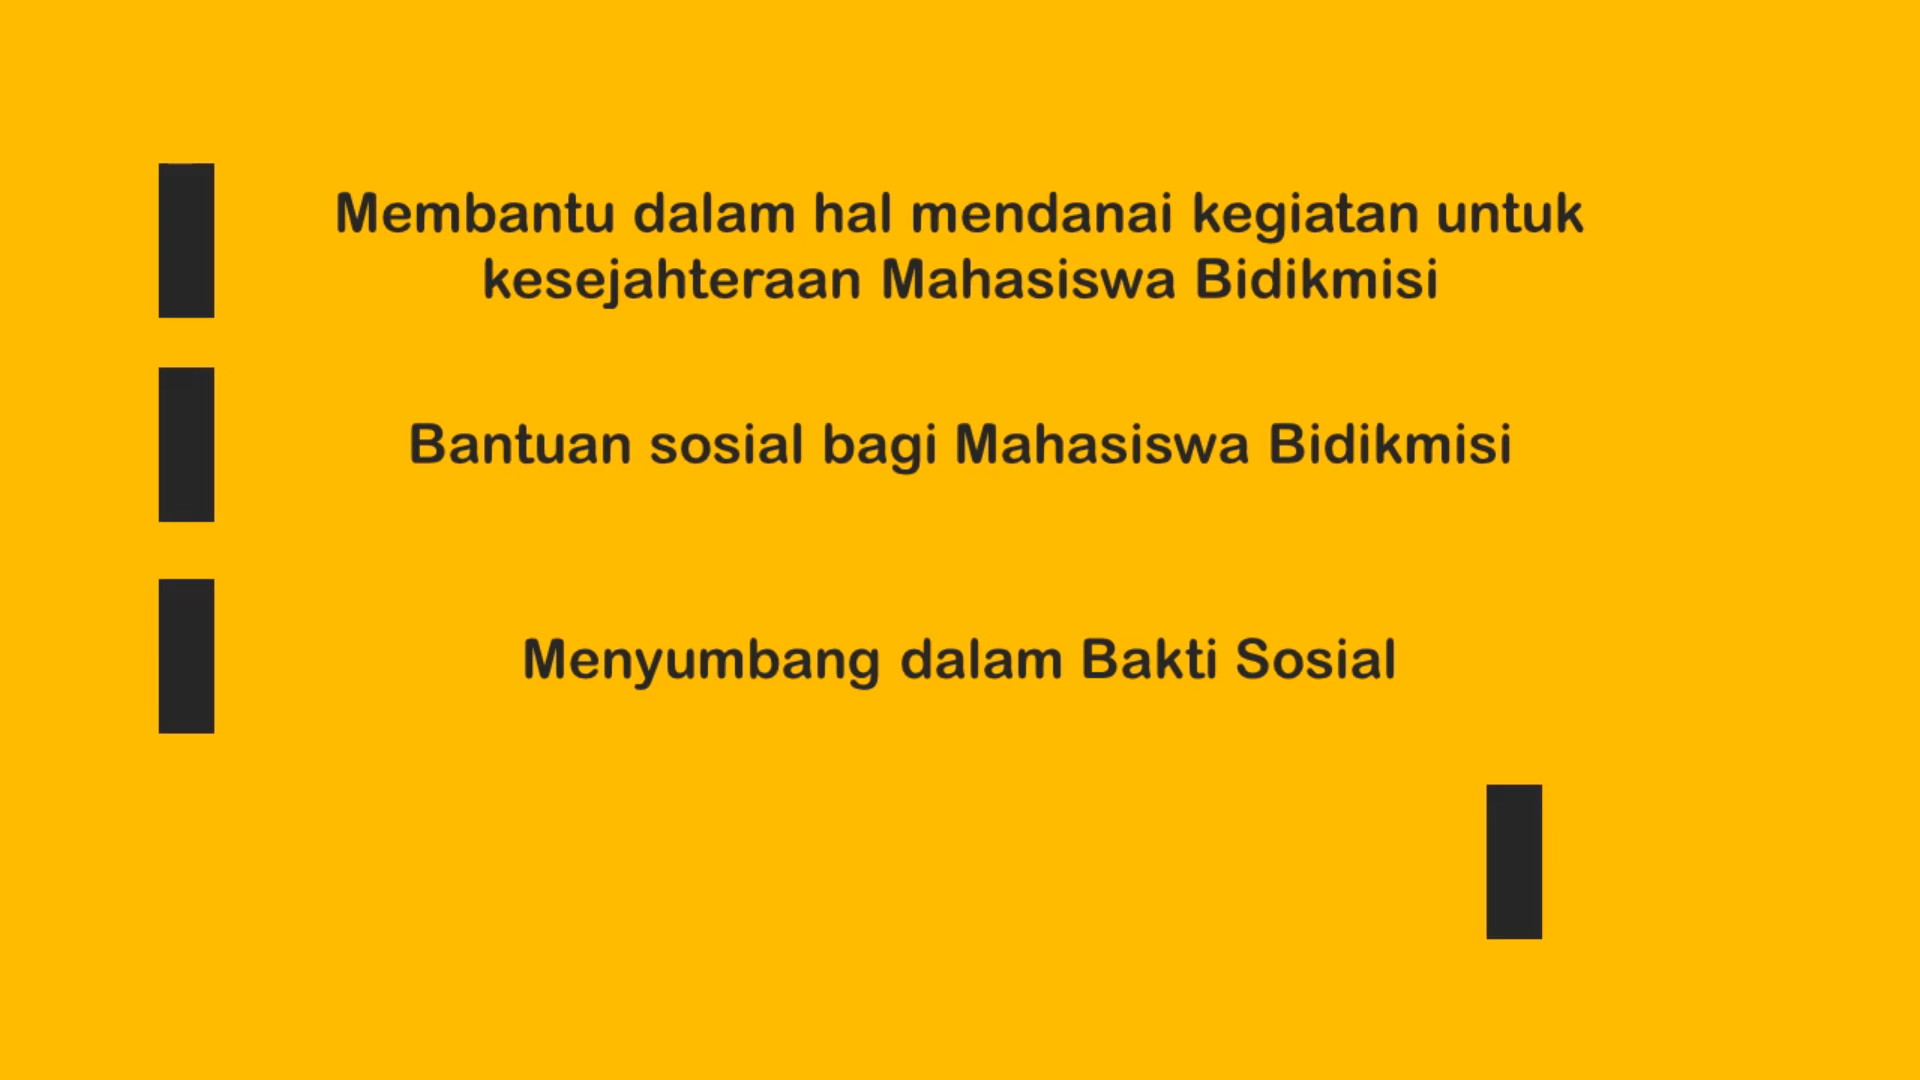 Membantu dalam hal mendanai kegiatan untuk
kesejahteraan Mahasiswa Bidikmisi
Bantuan sosial bagi Mahasiswa Bidikmisi
Menyumbang dalam Bakti Sosial